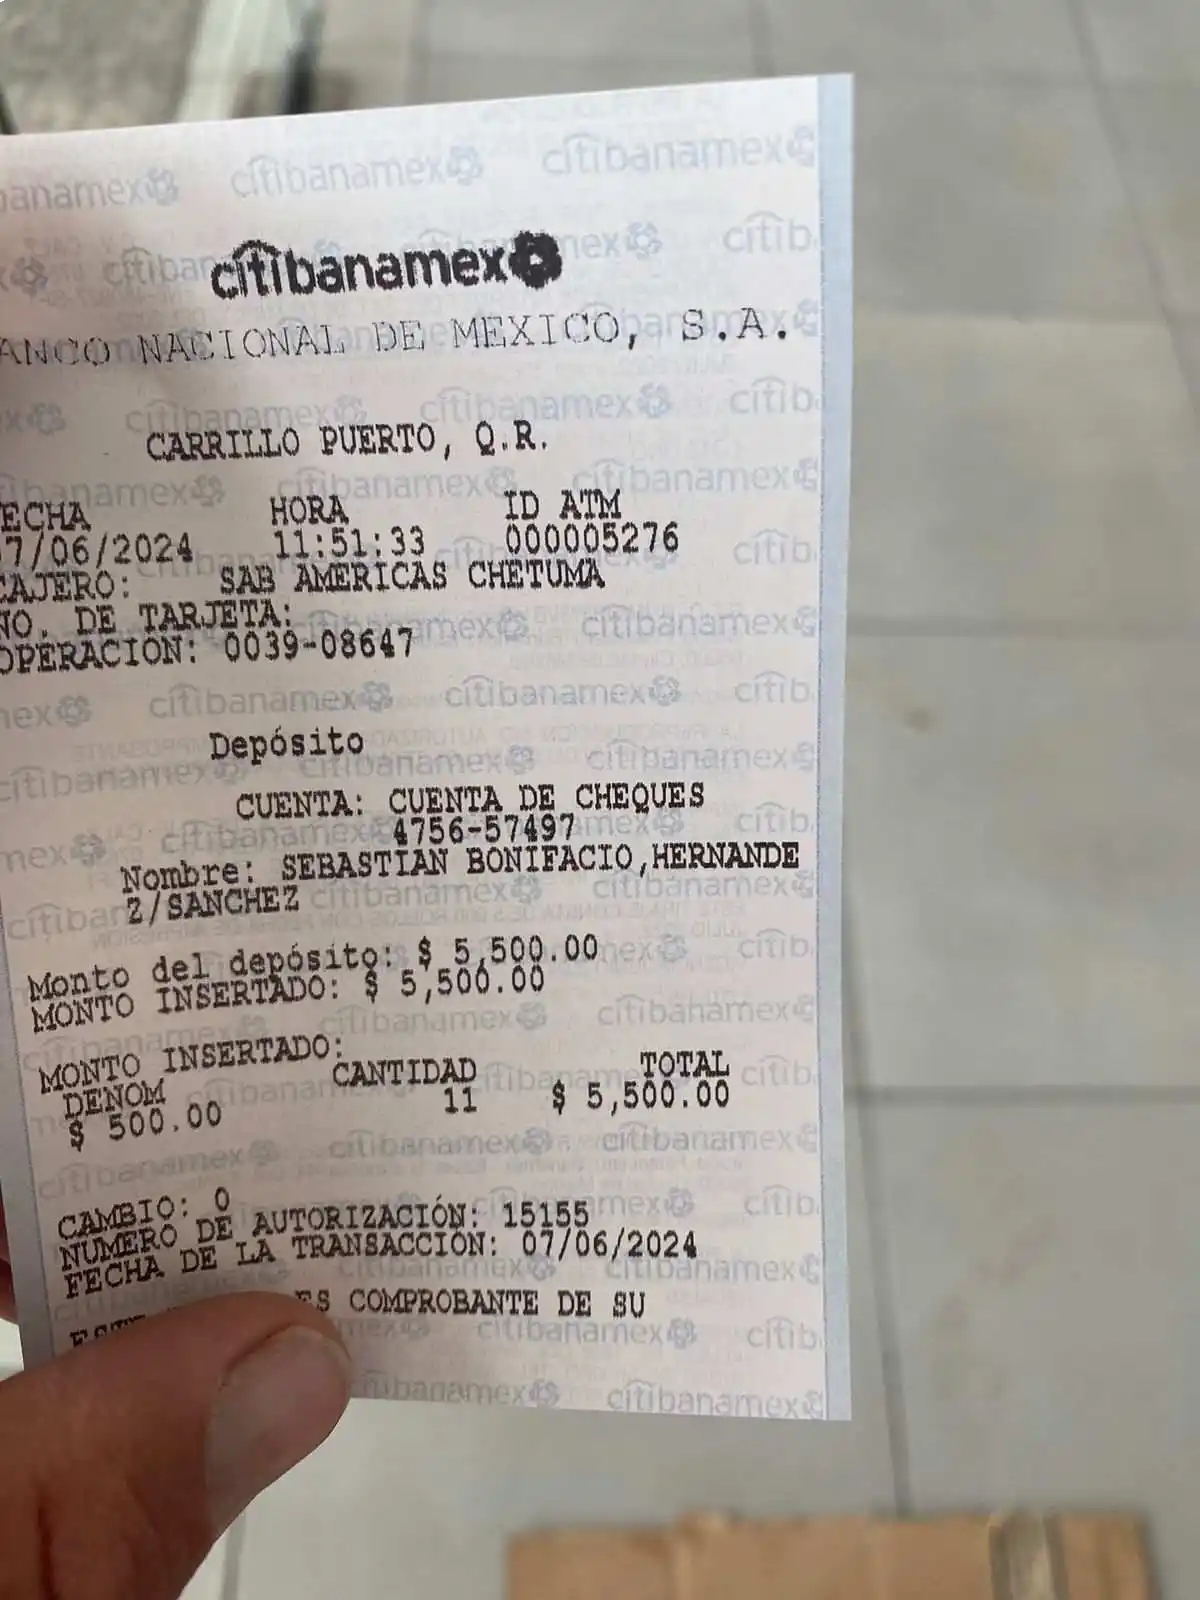 citibanamex
ANCO NACIONAL DE MEXICO, S.A.
CARRILLO PUERTO, Q.R.
ECHA HORA ID ATM
07/06/2024 11:51:33 000005276
CAJERO: SAB AMERICAS CHETUMA
NO. DE TARJETA:
OPERACION: 0039-08647
Depósito
CUENTA: CUENTA DE CHEQUES
4756-57497
Nombre: SEBASTIAN BONIFACIO,HERNANDE
Z/SANCHEZ
Monto del depósito: $ 5,500.00
MONTO INSERTADO: $ 5,500.00
MONTO INSERTADO:
DENOM CANTIDAD TOTAL
$ 500.00 11 $ 5,500.00
CAMBIO: 0
NUMERO DE AUTORIZACIÓN: 15155
FECHA DE LA TRANSACCIÓN: 07/06/2024
ES COMPROBANTE DE SU